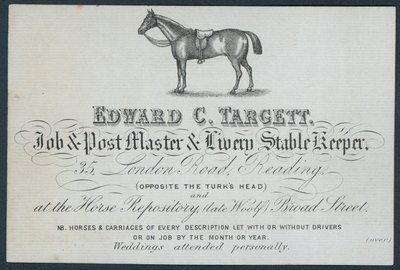 EDWARD C. TARGETT.
Job & Post Master & Livery Stable Keeper,
35, London Road, Reading,
(OPPOSITE THE TURK'S HEAD)
and
at the Horse Repository, (late Woolf) Broad Street.
NB. HORSES & CARRIAGES OF EVERY DESCRIPTION LET WITH OR WITHOUT DRIVERS
OR ON JOB BY THE MONTH OR YEAR.
Weddings attended personally.
(over)